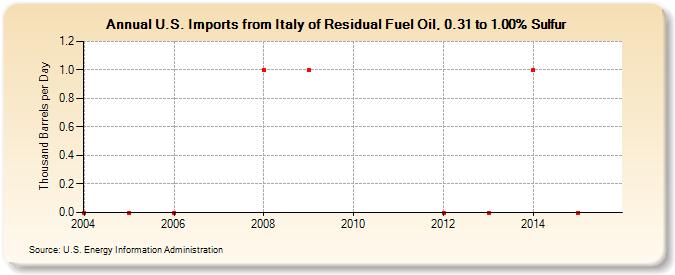 Annual U.S. Imports from Italy of Residual Fuel Oil, 0.31 to 1.00% Sulfur
Thousand Barrels per Day
1.2
1.0
0.8
0.6
0.4
0.2
0.0
2004 2006 2008 2010 2012 2014
Source: U.S. Energy Information Administration